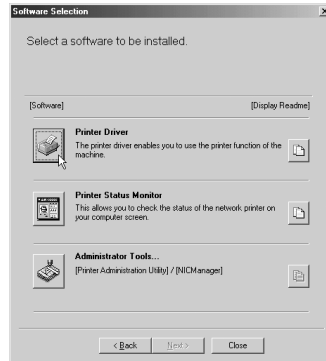 Software Selection
Select a software to be installed.
[Software] [Display Readme]
Printer Driver
The printer driver enables you to use the printer function of the
machine.
Printer Status Monitor
This allows you to check the status of the network printer on
your computer screen.
Administrator Tools...
[Printer Administration Utility] / [NICManager]
< Back Next > Close